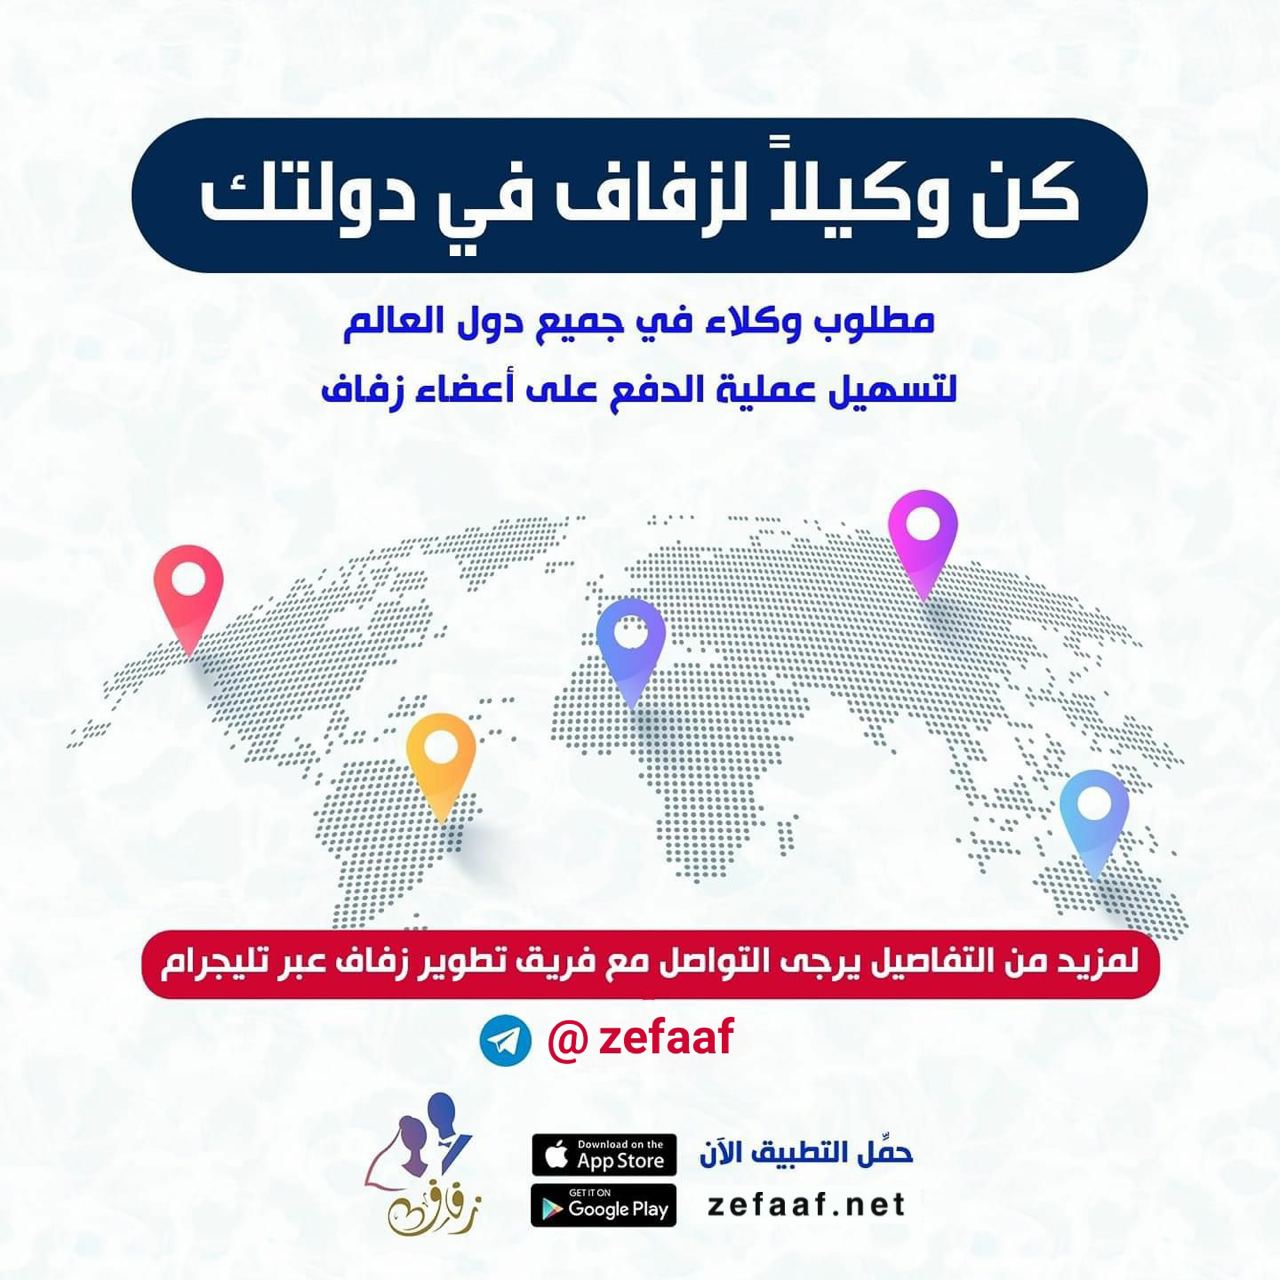 كن وكيلاً لزفاف في دولتك
مطلوب وكلاء في جميع دول العالم
لتسهيل عملية الدفع على أعضاء زفاف
لمزيد من التفاصيل يرجى التواصل مع فريق تطوير زفاف عبر تليجرام
@ zefaaf
زفاف
Download on the
App Store
GET IT ON
Google Play
حمِّل التطبيق الآن
zefaaf.net